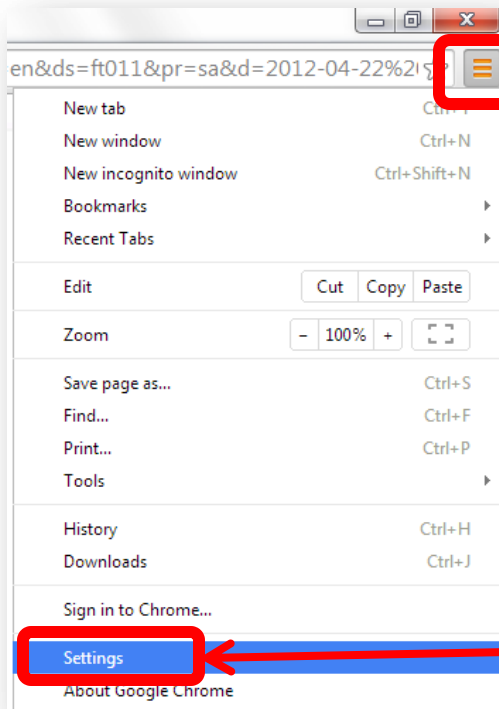 en&ds=ft011&pr=sa&d=2012-04-22%2
New tab Ctrl+T
New window Ctrl+N
New incognito window Ctrl+Shift+N
Bookmarks
Recent Tabs
Edit Cut Copy Paste
Zoom - 100% +
Save page as... Ctrl+S
Find... Ctrl+F
Print... Ctrl+P
Tools
History Ctrl+H
Downloads Ctrl+J
Sign in to Chrome...
Settings
About Google Chrome